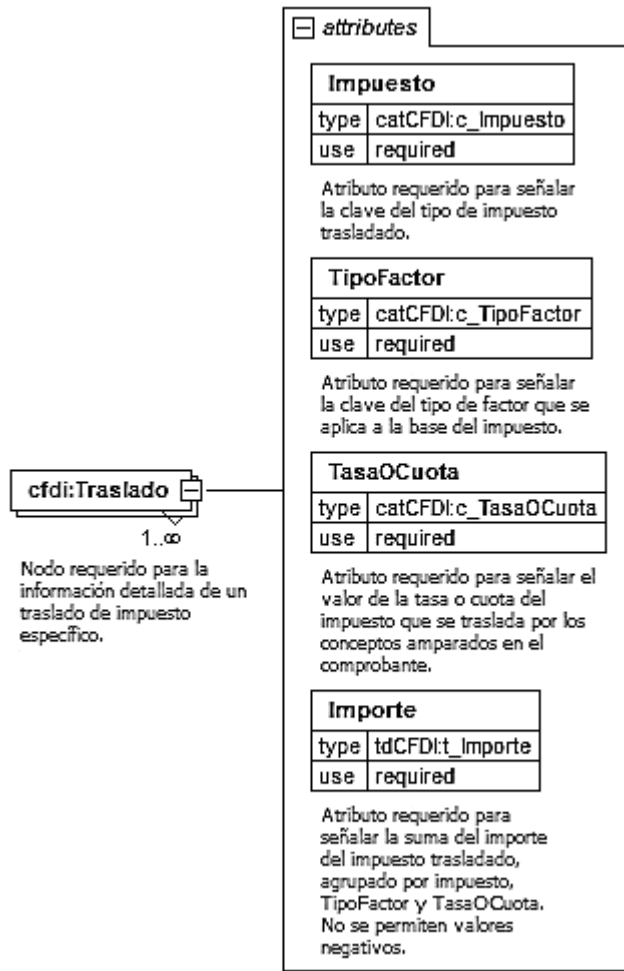 attributes
Impuesto
type catCFDI:c_Impuesto
use required
Atributo requerido para señalar
la clave del tipo de impuesto
trasladado.
TipoFactor
type catCFDI:c_TipoFactor
use required
Atributo requerido para señalar
la clave del tipo de factor que se
aplica a la base del impuesto.
cfdi:Traslado
1..∞
Nodo requerido para la
información detallada de un
traslado de impuesto
específico.
TasaOCuota
type catCFDI:c_TasaOCuota
use required
Atributo requerido para señalar el
valor de la tasa o cuota del
impuesto que se traslada por los
conceptos amparados en el
comprobante.
Importe
type tdCFDI:t_Importe
use required
Atributo requerido para
señalar la suma del importe
del impuesto trasladado,
agrupado por impuesto,
TipoFactor y TasaOCuota.
No se permiten valores
negativos.